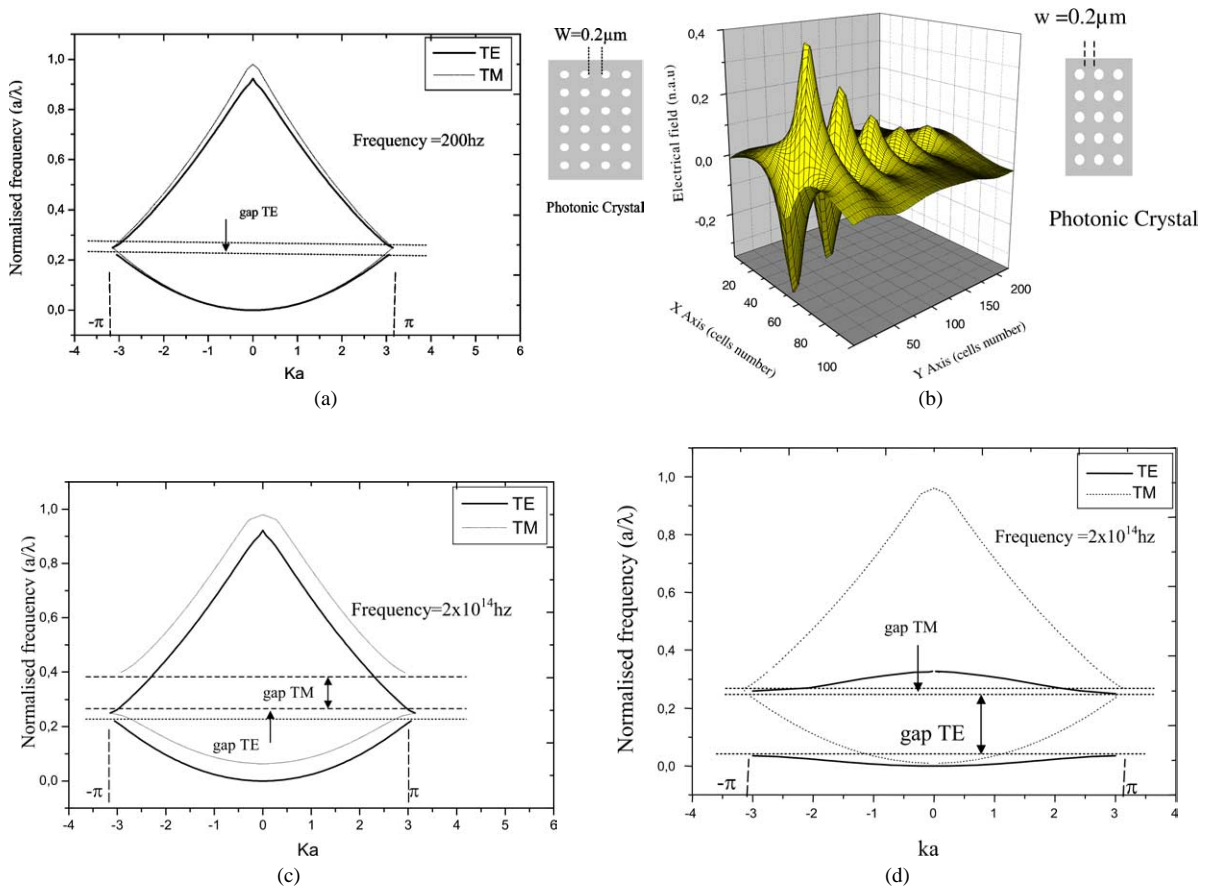 TE
TM
Frequency =200hz
gap TE
-π
π
1,0
0,8
0,6
0,4
0,2
0,0
Normalised frequency (a/λ)
-4 -3 -2 -1 0 1 2 3 4 5 6
Ka
(a)
W=0.2µm
Photonic Crystal
0,4
0,2
0,0
-0,2
Electrical field (n.a.u)
20 40 60 80 100
X Axis (cells number)
50 100 150 200
Y Axis (cells number)
(b)
w =0.2µm
Photonic Crystal
TE
TM
Frequency=2x10¹⁴hz
gap TM
gap TE
-π
π
1,0
0,8
0,6
0,4
0,2
0,0
Normalised frequency (a/λ)
-4 -3 -2 -1 0 1 2 3 4 5 6
Ka
(c)
TE
TM
Frequency =2x10¹⁴hz
gap TM
gap TE
-π
π
1,0
0,8
0,6
0,4
0,2
0,0
Normalised frequency (a/λ)
-4 -3 -2 -1 0 1 2 3 4
ka
(d)